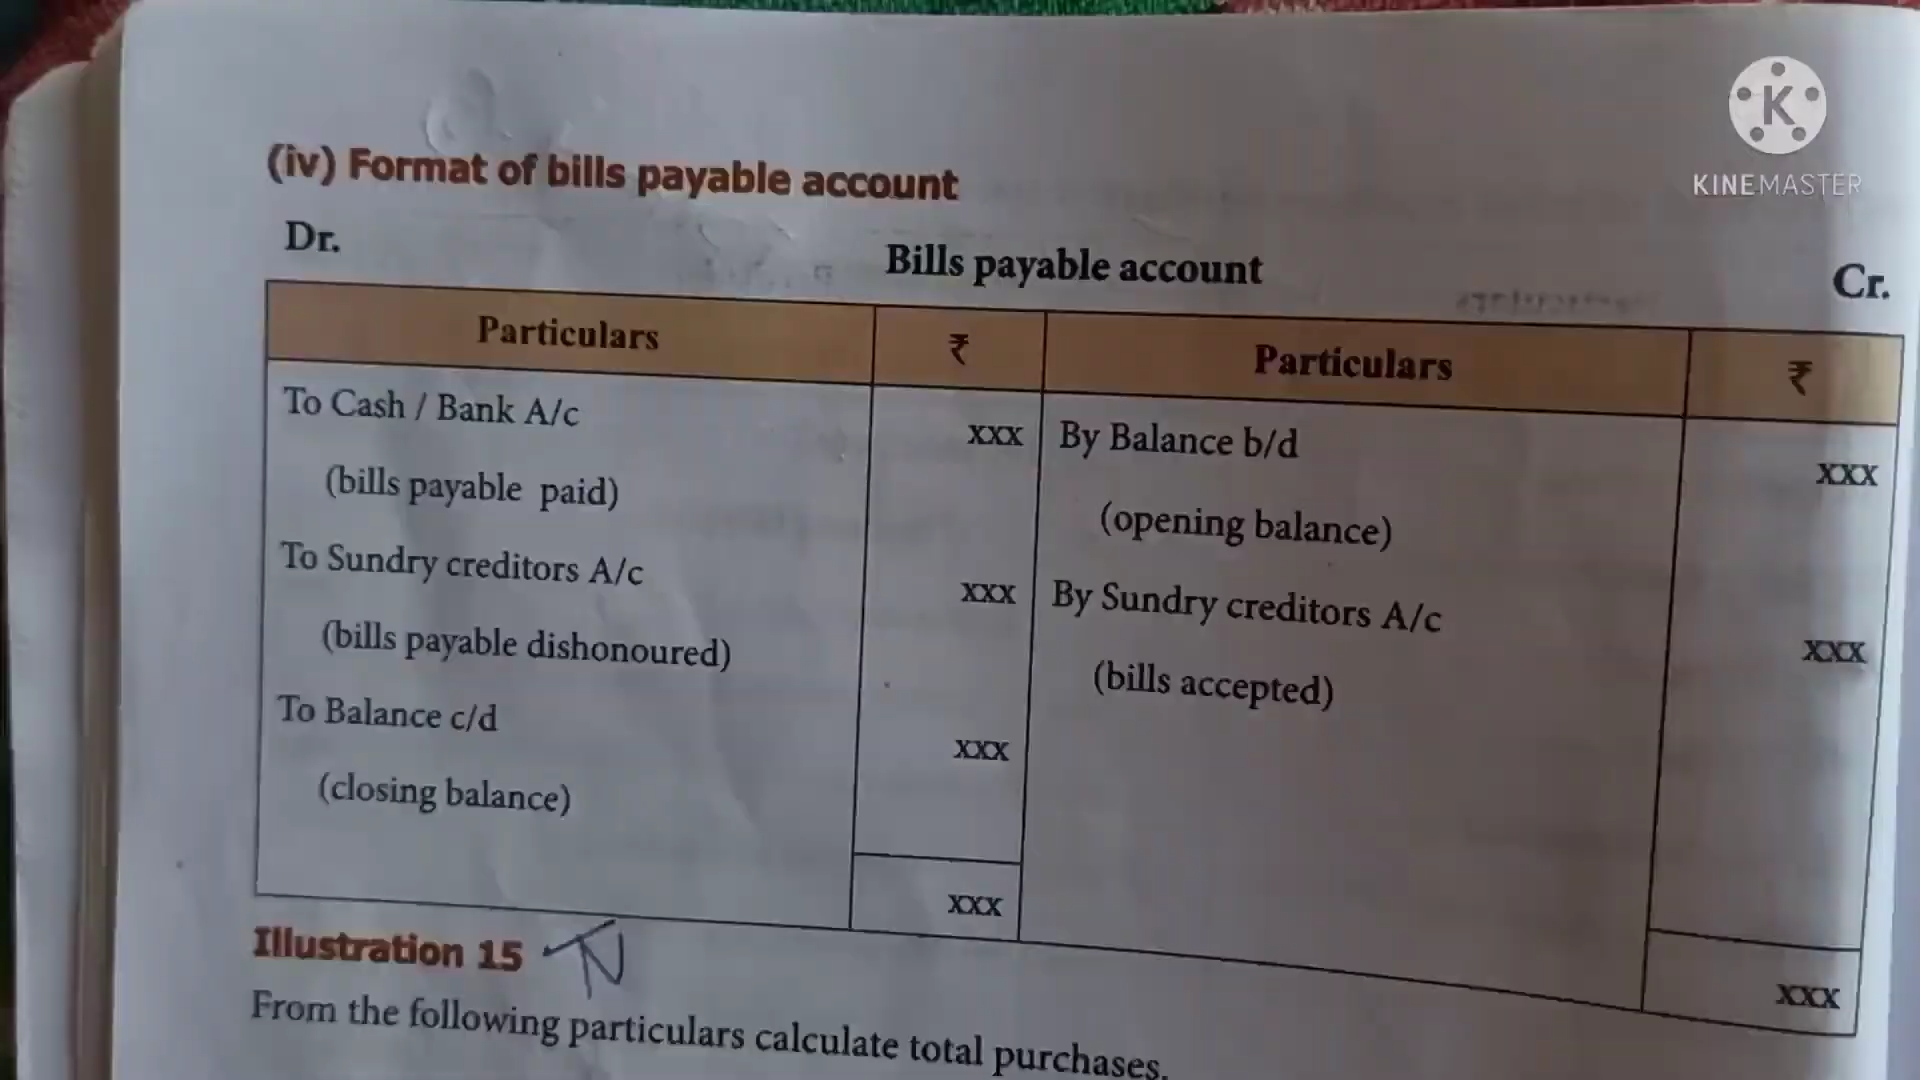 KINEMASTER
(iv) Format of bills payable account
Dr. Bills payable account Cr.
Particulars ₹ Particulars ₹
To Cash / Bank A/c xxx By Balance b/d xxx
(bills payable paid) (opening balance)
To Sundry creditors A/c xxx By Sundry creditors A/c xxx
(bills payable dishonoured) (bills accepted)
To Balance c/d xxx
(closing balance)
xxx xxx
Illustration 15
From the following particulars calculate total purchases.